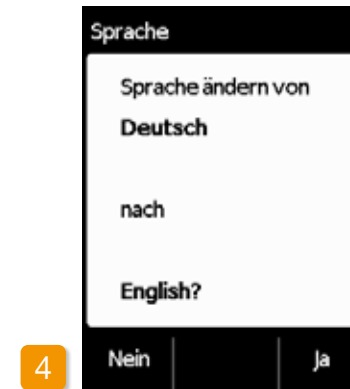 Sprache
Sprache ändern von
Deutsch
nach
English?
4
Nein Ja